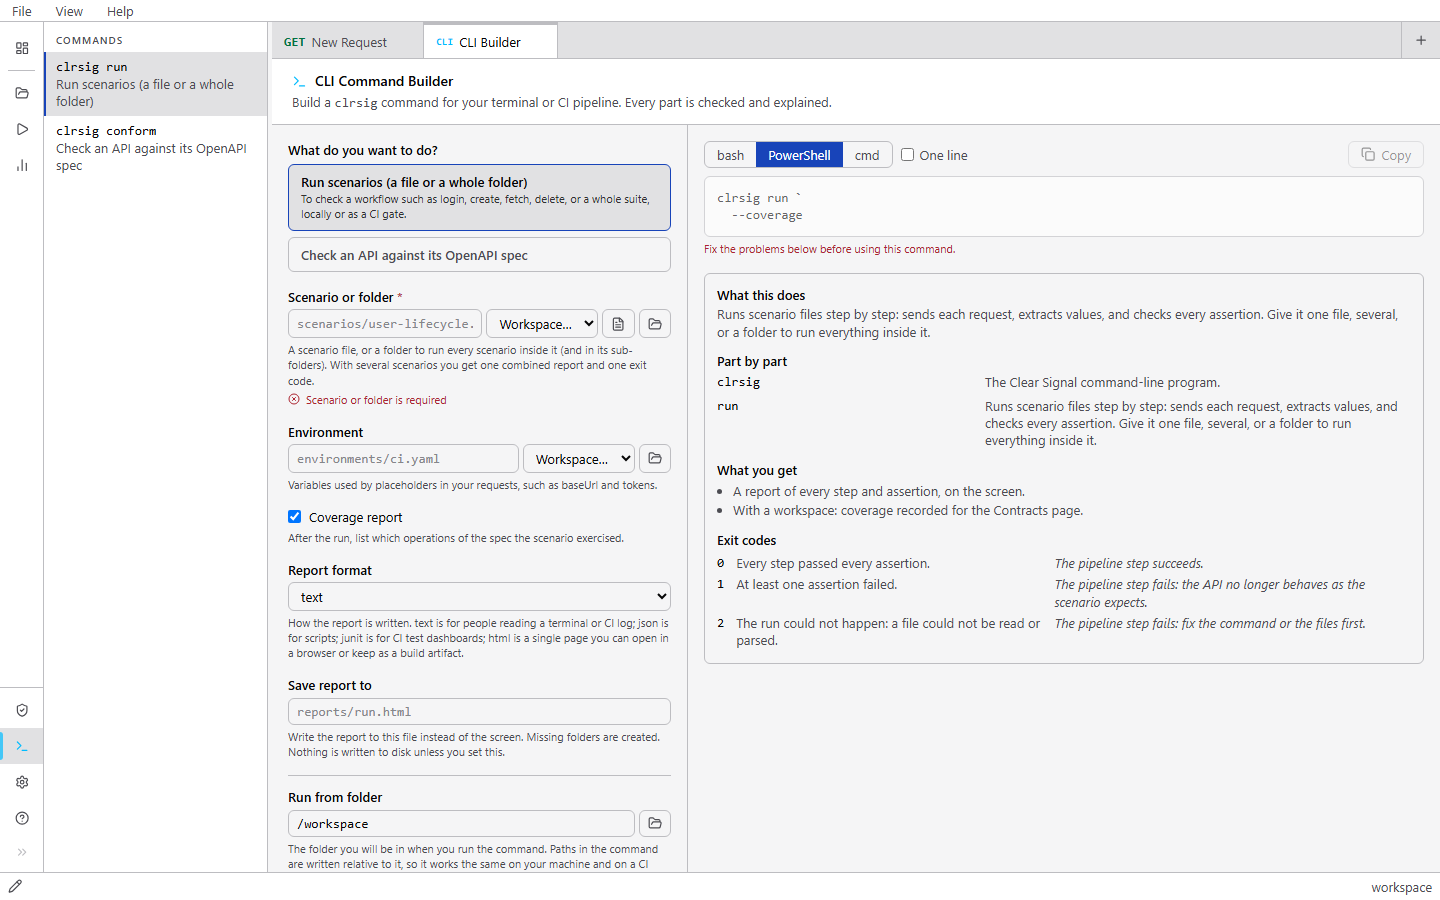 File View Help
COMMANDS
clrsig run
Run scenarios (a file or a whole
folder)
clrsig conform
Check an API against its OpenAPI
spec
GET New Request
CLI CLI Builder
CLI Command Builder
Build a clrsig command for your terminal or CI pipeline. Every part is checked and explained.
What do you want to do?
Run scenarios (a file or a whole folder)
To check a workflow such as login, create, fetch, delete, or a whole suite,
locally or as a CI gate.
Check an API against its OpenAPI spec
Scenario or folder *
scenarios/user-lifecycle.
Workspace...
A scenario file, or a folder to run every scenario inside it (and in its sub-
folders). With several scenarios you get one combined report and one exit
code.
Scenario or folder is required
Environment
environments/ci.yaml
Workspace...
Variables used by placeholders in your requests, such as baseUrl and tokens.
Coverage report
After the run, list which operations of the spec the scenario exercised.
Report format
text
How the report is written. text is for people reading a terminal or CI log; json is
for scripts; junit is for CI test dashboards; html is a single page you can open in
a browser or keep as a build artifact.
Save report to
reports/run.html
Write the report to this file instead of the screen. Missing folders are created.
Nothing is written to disk unless you set this.
Run from folder
/workspace
The folder you will be in when you run the command. Paths in the command
are written relative to it, so it works the same on your machine and on a CI
bash PowerShell cmd One line
Copy
clrsig run `
--coverage
Fix the problems below before using this command.
What this does
Runs scenario files step by step: sends each request, extracts values, and checks every assertion. Give it one file, several,
or a folder to run everything inside it.
Part by part
clrsig The Clear Signal command-line program.
run Runs scenario files step by step: sends each request, extracts values, and
checks every assertion. Give it one file, several, or a folder to run
everything inside it.
What you get
• A report of every step and assertion, on the screen.
• With a workspace: coverage recorded for the Contracts page.
Exit codes
0 Every step passed every assertion. The pipeline step succeeds.
1 At least one assertion failed. The pipeline step fails: the API no longer behaves as the
scenario expects.
2 The run could not happen: a file could not be read or The pipeline step fails: fix the command or the files first.
parsed.
workspace